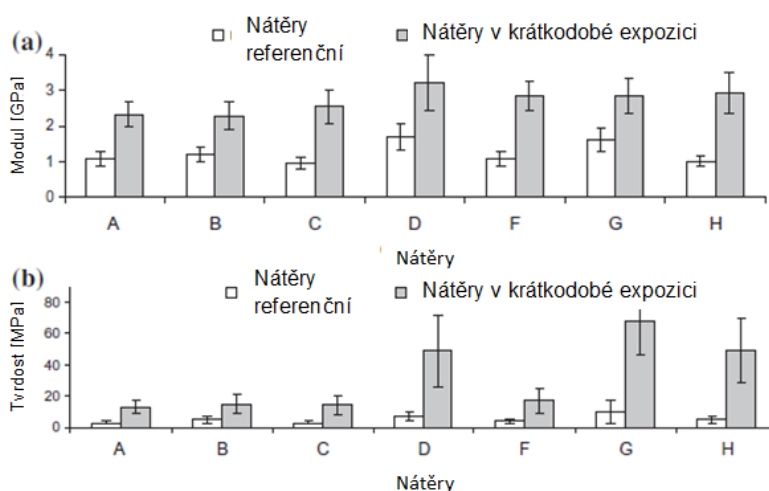 (a)
Nátěry
referenční
Nátěry v krátkodobé expozici
Modul [GPa]
4
3
2
1
0
A B C D F G H
Nátěry
(b)
Nátěry
referenční
Nátěry v krátkodobé expozici
Tvrdost [MPa]
80
60
40
20
0
A B C D F G H
Nátěry